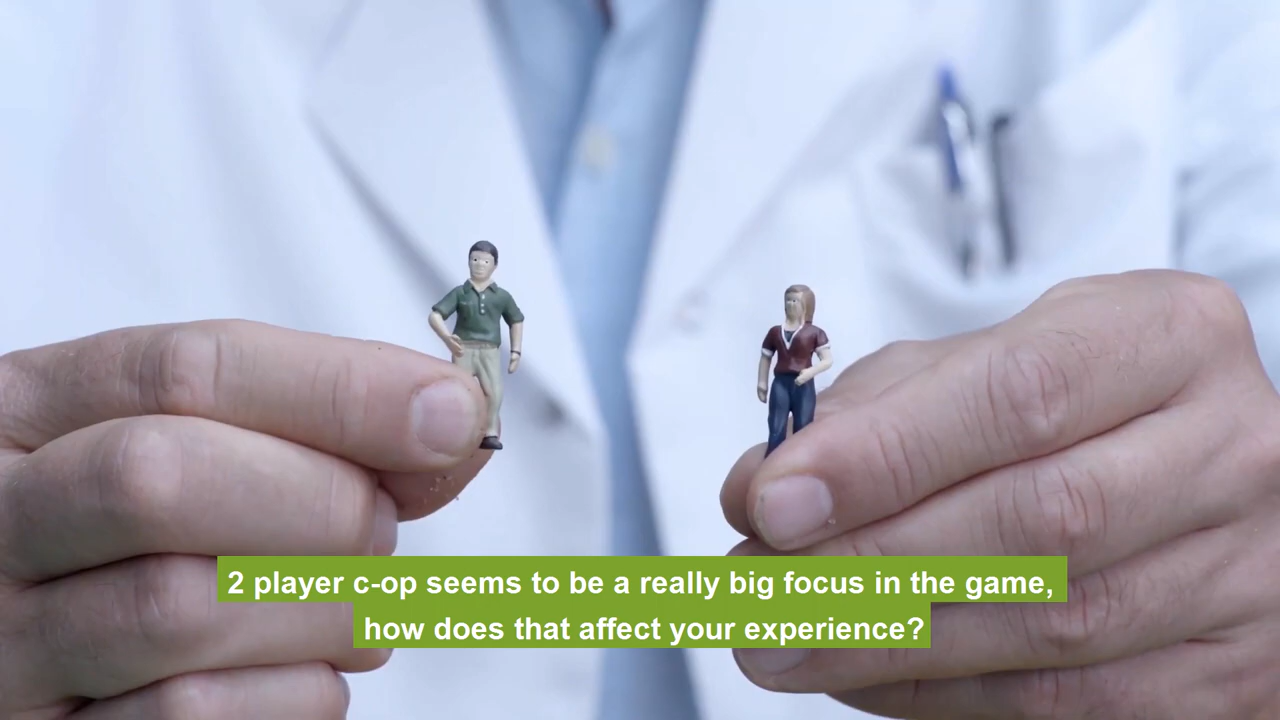 2 player c-op seems to be a really big focus in the game,
how does that affect your experience?